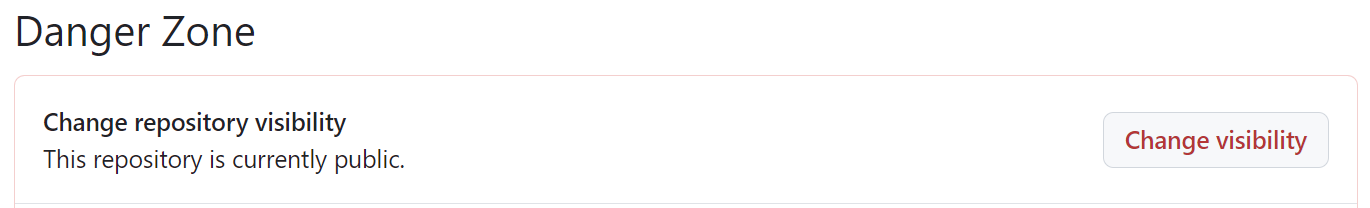 Danger Zone
Change repository visibility
This repository is currently public.
Change visibility